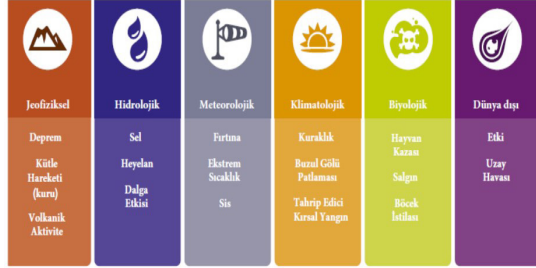 Jeofiziksel
Deprem
Kütle
Hareketi
(kuru)
Volkanik
Aktivite
Hidrolojik
Sel
Heyelan
Dalga
Etkisi
Meteorolojik
Fırtına
Ekstrem
Sıcaklık
Sis
Klimatolojik
Kuraklık
Buzul Gölü
Patlaması
Tahrip Edici
Kırsal Yangın
Biyolojik
Hayvan
Kazası
Salgın
Böcek
İstilası
Dünya dışı
Etki
Uzay
Havası